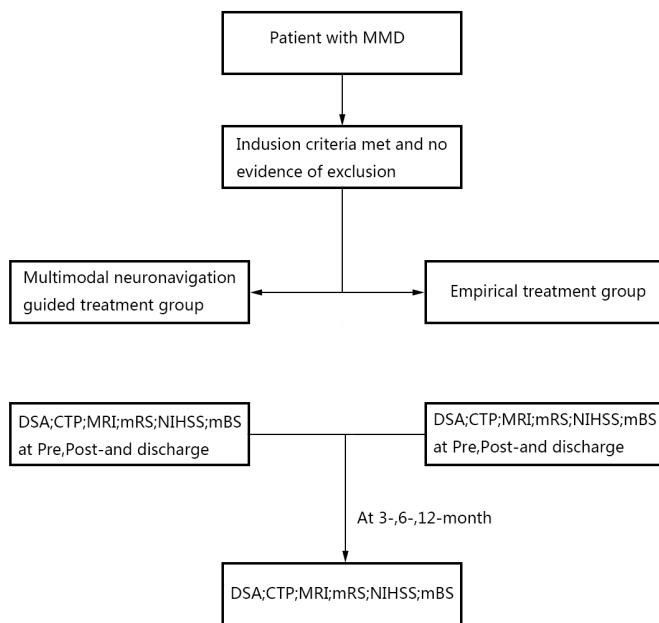 Patient with MMD
Indusion criteria met and no
evidence of exclusion
Multimodal neuronavigation
guided treatment group
Empirical treatment group
DSA;CTP;MRI;mRS;NIHSS;mBS
at Pre,Post-and discharge
DSA;CTP;MRI;mRS;NIHSS;mBS
at Pre,Post-and discharge
At 3-,6-,12-month
DSA;CTP;MRI;mRS;NIHSS;mBS